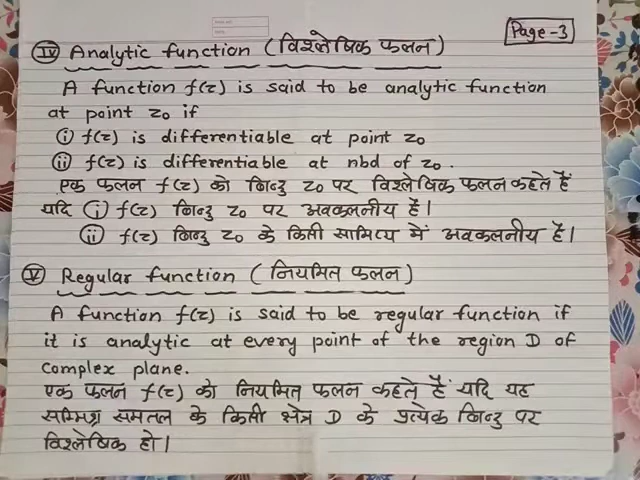 Page-3
(IV) Analytic function (विश्लेषिक फलन)
A function f(z) is said to be analytic function
at point z₀ if
(i) f(z) is differentiable at point z₀
(ii) f(z) is differentiable at nbd of z₀.
एक फलन f(z) को बिन्दु z₀ पर विश्लेषिक फलन कहते हैं
यदि (i) f(z) बिन्दु z₀ पर अवकलनीय है।
(ii) f(z) बिन्दु z₀ के किसी सामिप्य में अवकलनीय है।
(V) Regular function (नियमित फलन)
A function f(z) is said to be regular function if
it is analytic at every point of the region D of
complex plane.
एक फलन f(z) को नियमित फलन कहते हैं यदि यह
सम्मिश्र समतल के किसी क्षेत्र D के प्रत्येक बिन्दु पर
विश्लेषिक हो।